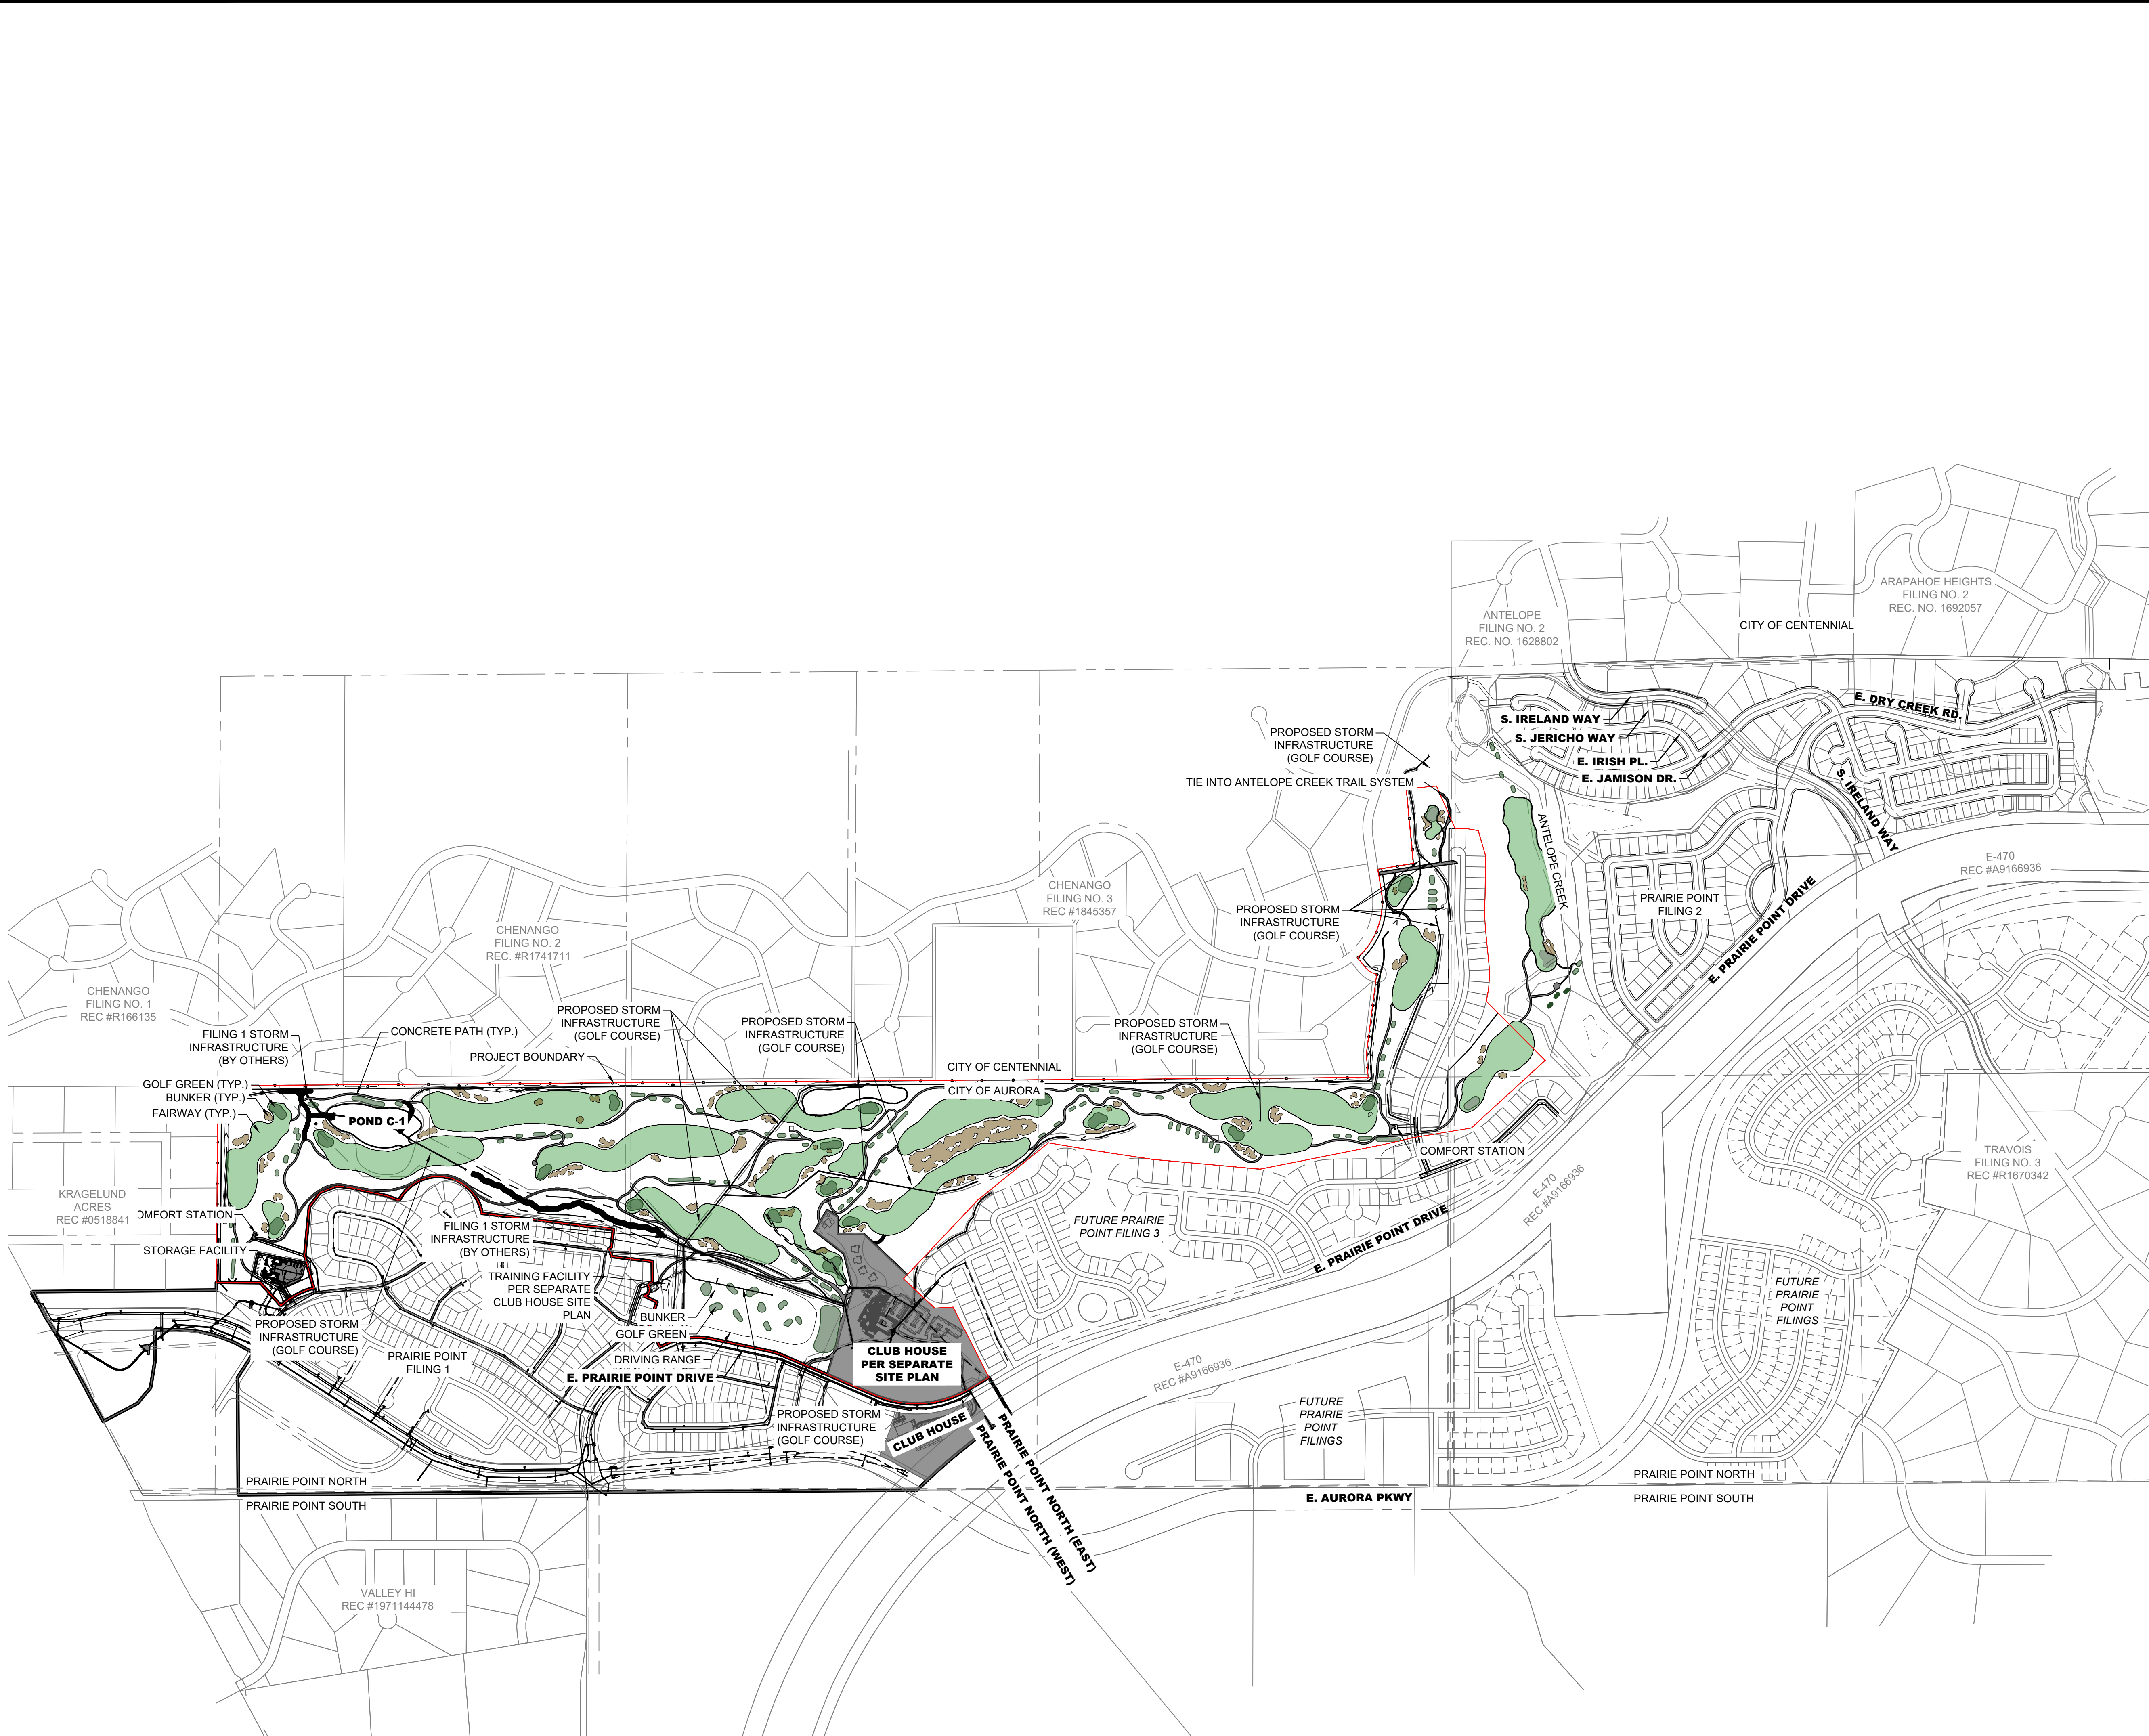 ARAPAHOE HEIGHTS
FILING NO. 2
REC. NO. 1692057
ANTELOPE
FILING NO. 2
REC. NO. 1628802
CITY OF CENTENNIAL
E. DRY CREEK RD.
S. IRELAND WAY
S. JERICHO WAY
E. IRISH PL.
E. JAMISON DR.
S. IRELAND WAY
PROPOSED STORM
INFRASTRUCTURE
(GOLF COURSE)
TIE INTO ANTELOPE CREEK TRAIL SYSTEM
ANTELOPE CREEK
E-470
REC #A9166936
PRAIRIE POINT
FILING 2
E. PRAIRIE POINT DRIVE
CHENANGO
FILING NO. 3
REC #1845357
PROPOSED STORM
INFRASTRUCTURE
(GOLF COURSE)
CHENANGO
FILING NO. 2
REC. #R1741711
CHENANGO
FILING NO. 1
REC #R166135
FILING 1 STORM
INFRASTRUCTURE
(BY OTHERS)
CONCRETE PATH (TYP.)
PROPOSED STORM
INFRASTRUCTURE
(GOLF COURSE)
PROJECT BOUNDARY
PROPOSED STORM
INFRASTRUCTURE
(GOLF COURSE)
PROPOSED STORM
INFRASTRUCTURE
(GOLF COURSE)
CITY OF CENTENNIAL
CITY OF AURORA
GOLF GREEN (TYP.)
BUNKER (TYP.)
FAIRWAY (TYP.)
POND C-1
COMFORT STATION
TRAVOIS
FILING NO. 3
REC #R1670342
KRAGELUND
ACRES
REC #0518841
OMFORT STATION
STORAGE FACILITY
FILING 1 STORM
INFRASTRUCTURE
(BY OTHERS)
FUTURE PRAIRIE
POINT FILING 3
E. PRAIRIE POINT DRIVE
E-470
REC #A9166936
TRAINING FACILITY
PER SEPARATE
CLUB HOUSE SITE
PLAN
BUNKER
GOLF GREEN
DRIVING RANGE
E. PRAIRIE POINT DRIVE
PROPOSED STORM
INFRASTRUCTURE
(GOLF COURSE)
PRAIRIE POINT
FILING 1
CLUB HOUSE
PER SEPARATE
SITE PLAN
E-470
REC #A9166936
FUTURE
PRAIRIE
POINT
FILINGS
PROPOSED STORM
INFRASTRUCTURE
(GOLF COURSE)
CLUB HOUSE
PRAIRIE POINT NORTH (EAST)
PRAIRIE POINT NORTH (WEST)
FUTURE
PRAIRIE
POINT
FILINGS
PRAIRIE POINT NORTH
PRAIRIE POINT SOUTH
E. AURORA PKWY
PRAIRIE POINT NORTH
PRAIRIE POINT SOUTH
VALLEY HI
REC #1971144478